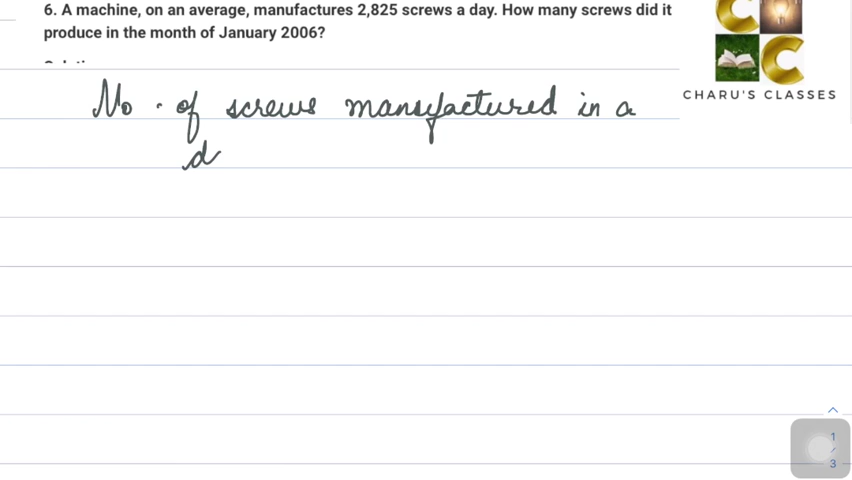 6. A machine, on an average, manufactures 2,825 screws a day. How many screws did it
produce in the month of January 2006?
CHARU'S CLASSES
No. of screws manufactured in a
d
1
/
3